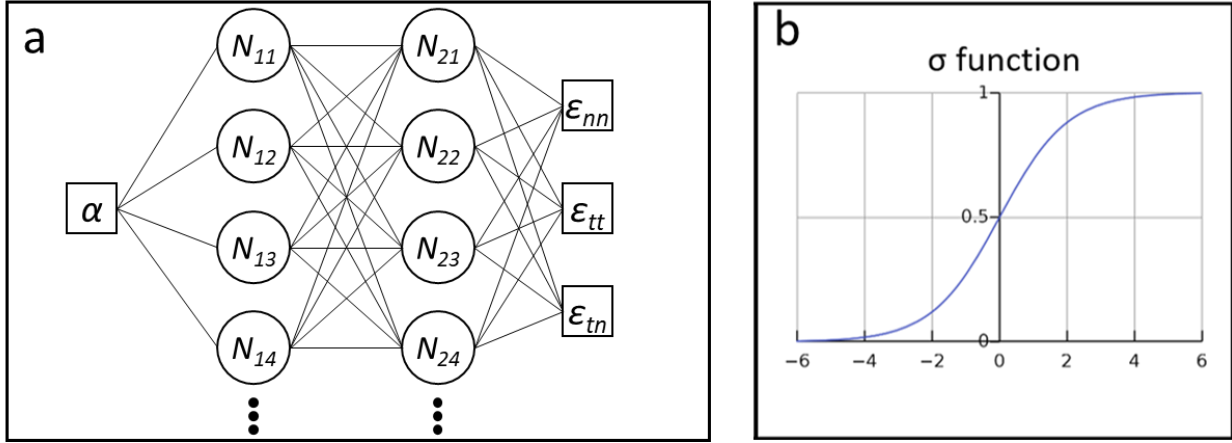 a
N11 N21
εnn
N12 N22
α
εtt
N13 N23
εtn
N14 N24
b
σ function
1
0.5
0
−6 −4 −2 0 2 4 6